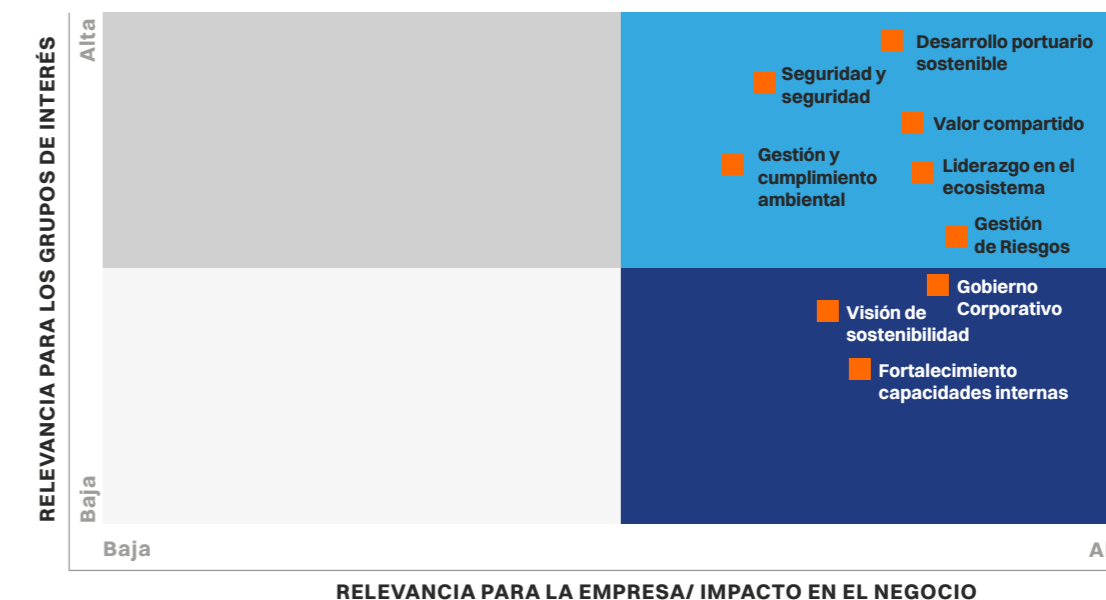 RELEVANCIA PARA LOS GRUPOS DE INTERÉS
Alta
Baja
Desarrollo portuario
sostenible
Seguridad y
seguridad
Valor compartido
Gestión y
cumplimiento
ambiental
Liderazgo en el
ecosistema
Gestión
de Riesgos
Gobierno
Corporativo
Visión de
sostenibilidad
Fortalecimiento
capacidades internas
Baja
RELEVANCIA PARA LA EMPRESA/ IMPACTO EN EL NEGOCIO